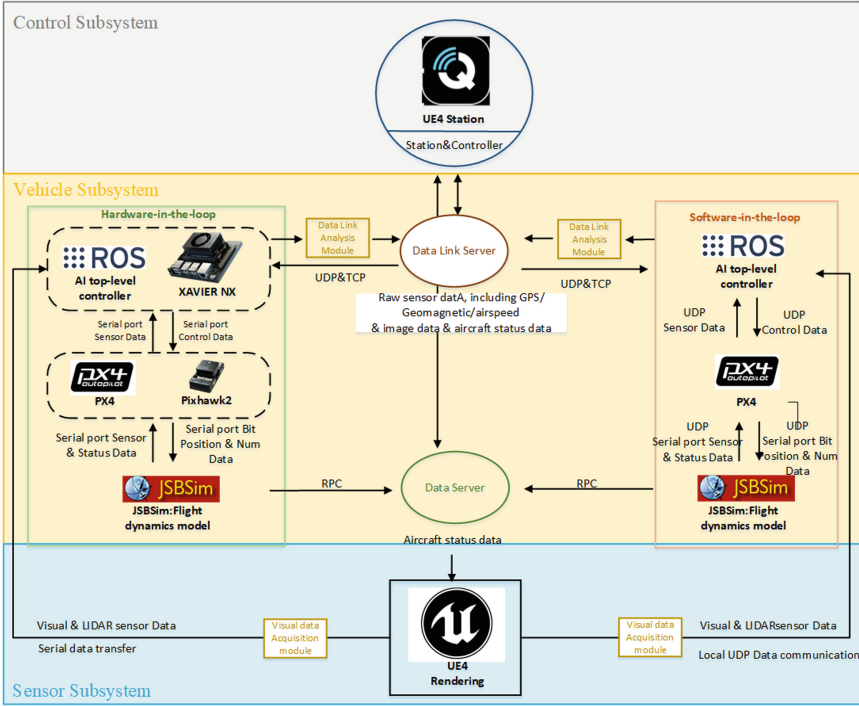 Control Subsystem
UE4 Station
Station&Controller
Vehicle Subsystem
Hardware-in-the-loop
ROS
AI top-level
controller
XAVIER NX
Data Link
Analysis
Module
UDP&TCP
Data Link Server
Data Link
Analysis
Module
UDP&TCP
Software-in-the-loop
ROS
AI top-level
controller
Raw sensor datA, including GPS/
Geomagnetic/airspeed
& image data & aircraft status data
Serial port
Sensor Data
Serial port
Control Data
UDP
Sensor Data
UDP
Control Data
px4
autopilot
PX4
Pixhawk2
px4
autopilot
PX4
Serial port Sensor
& Status Data
Serial port Bit
Position & Num
Data
UDP
Serial port Sensor
& Status Data
UDP
Serial port Bit
Position & Num
Data
JSBSim
JSBSim:Flight
dynamics model
RPC
Data Server
RPC
JSBSim
JSBSim:Flight
dynamics model
Aircraft status data
Visual & LIDAR sensor Data
Serial data transfer
Visual data
Acquisition
module
UE4
Rendering
Visual data
Acquisition
module
Visual & LIDARsensor Data
Local UDP Data communication
Sensor Subsystem